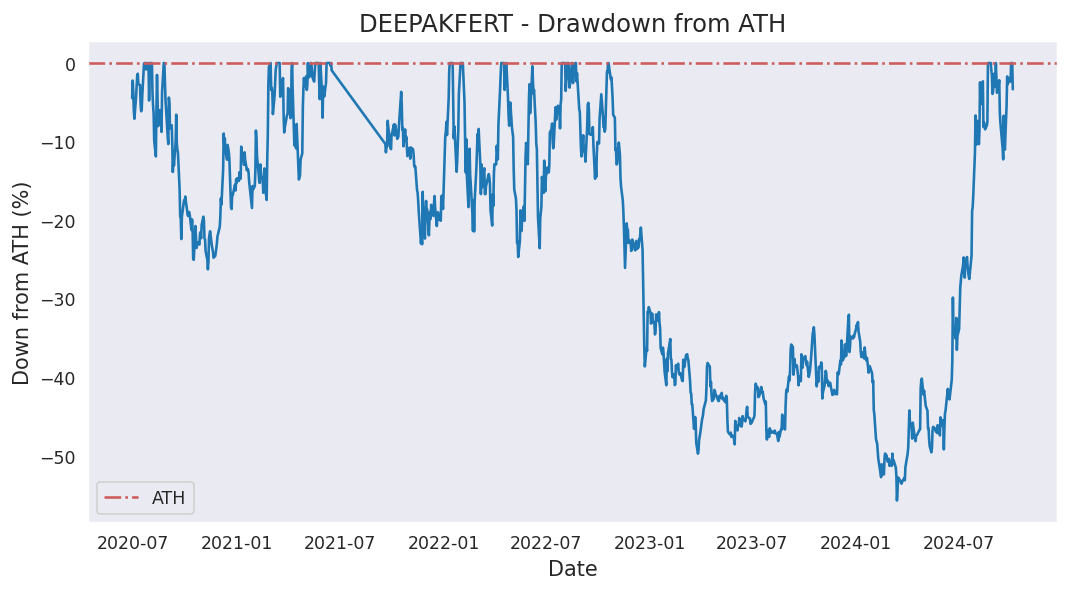 DEEPAKFERT - Drawdown from ATH
Down from ATH (%)
0
−10
−20
−30
−40
−50
ATH
2020-07 2021-01 2021-07 2022-01 2022-07 2023-01 2023-07 2024-01 2024-07
Date